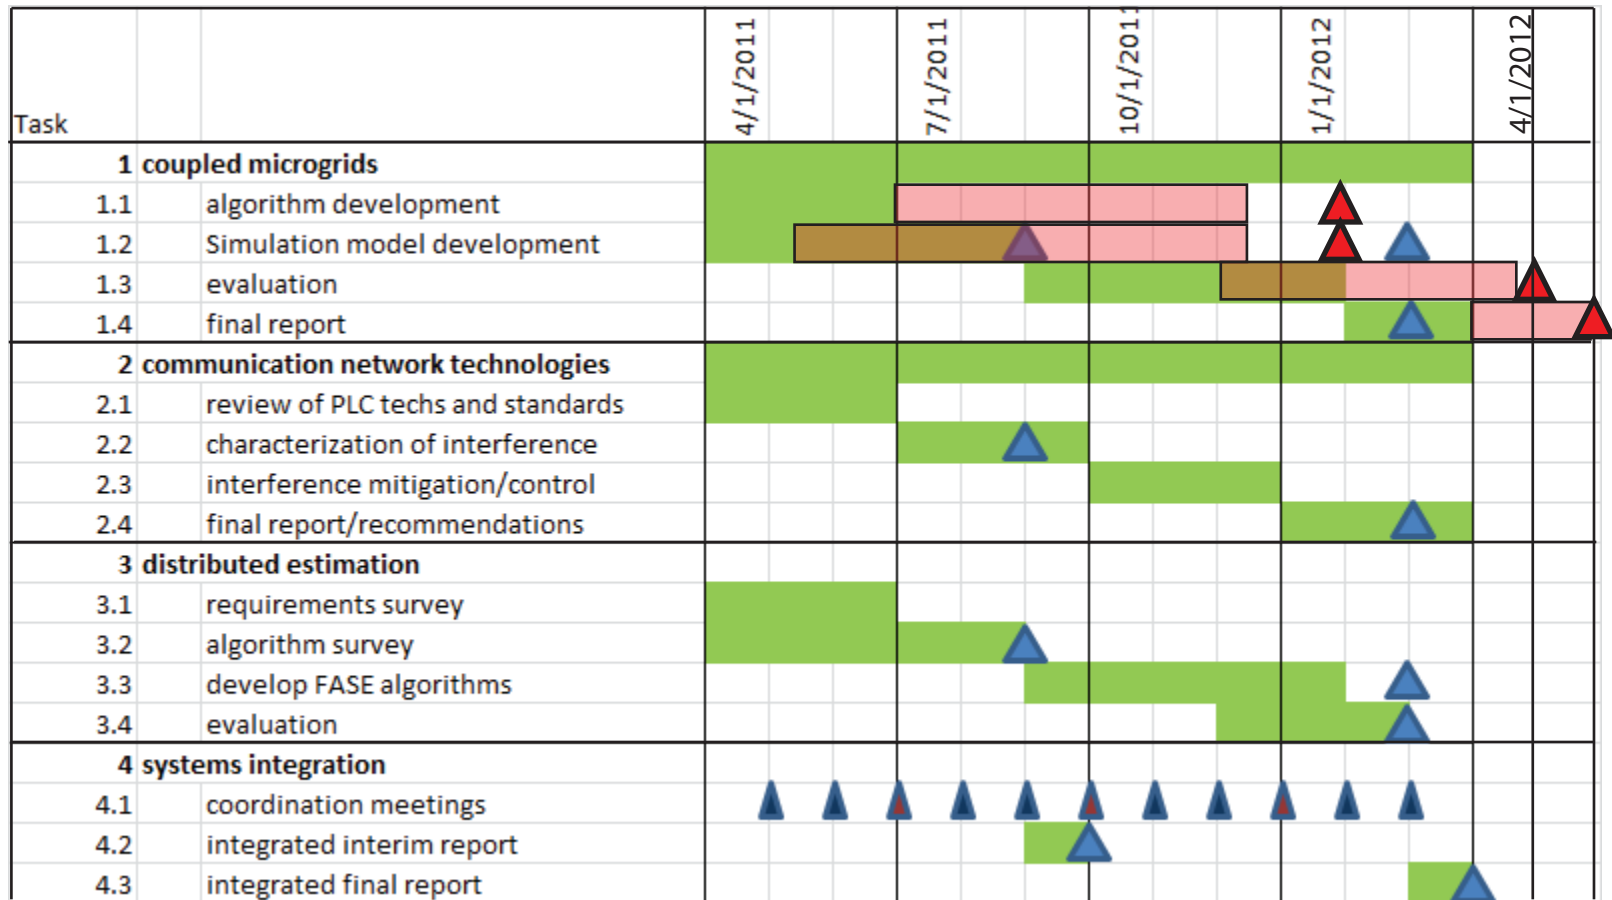 4/1/2011 7/1/2011 10/1/201 1/1/2012 4/1/2012
Task
1 coupled microgrids
1.1 algorithm development
1.2 Simulation model development
1.3 evaluation
1.4 final report
2 communication network technologies
2.1 review of PLC techs and standards
2.2 characterization of interference
2.3 interference mitigation/control
2.4 final report/recommendations
3 distributed estimation
3.1 requirements survey
3.2 algorithm survey
3.3 develop FASE algorithms
3.4 evaluation
4 systems integration
4.1 coordination meetings
4.2 integrated interim report
4.3 integrated final report